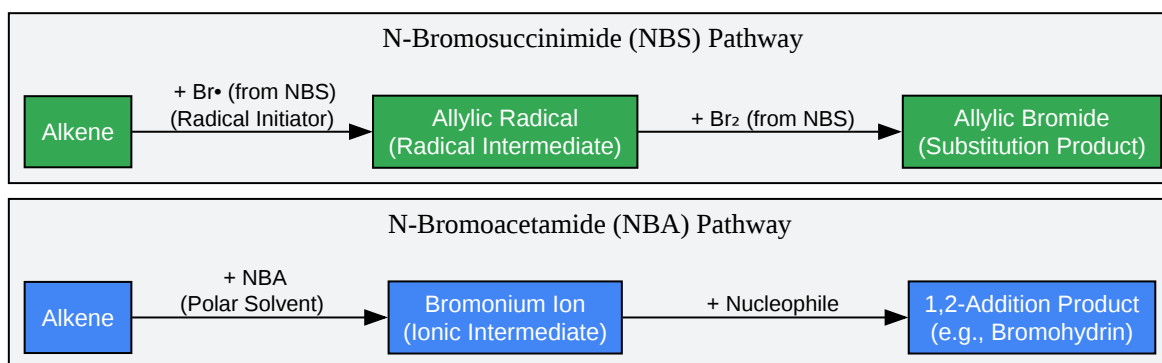 N-Bromosuccinimide (NBS) Pathway
Alkene
+ Br• (from NBS)
(Radical Initiator)
Allylic Radical
(Radical Intermediate)
+ Br₂ (from NBS)
Allylic Bromide
(Substitution Product)
N-Bromoacetamide (NBA) Pathway
Alkene
+ NBA
(Polar Solvent)
Bromonium Ion
(Ionic Intermediate)
+ Nucleophile
1,2-Addition Product
(e.g., Bromohydrin)